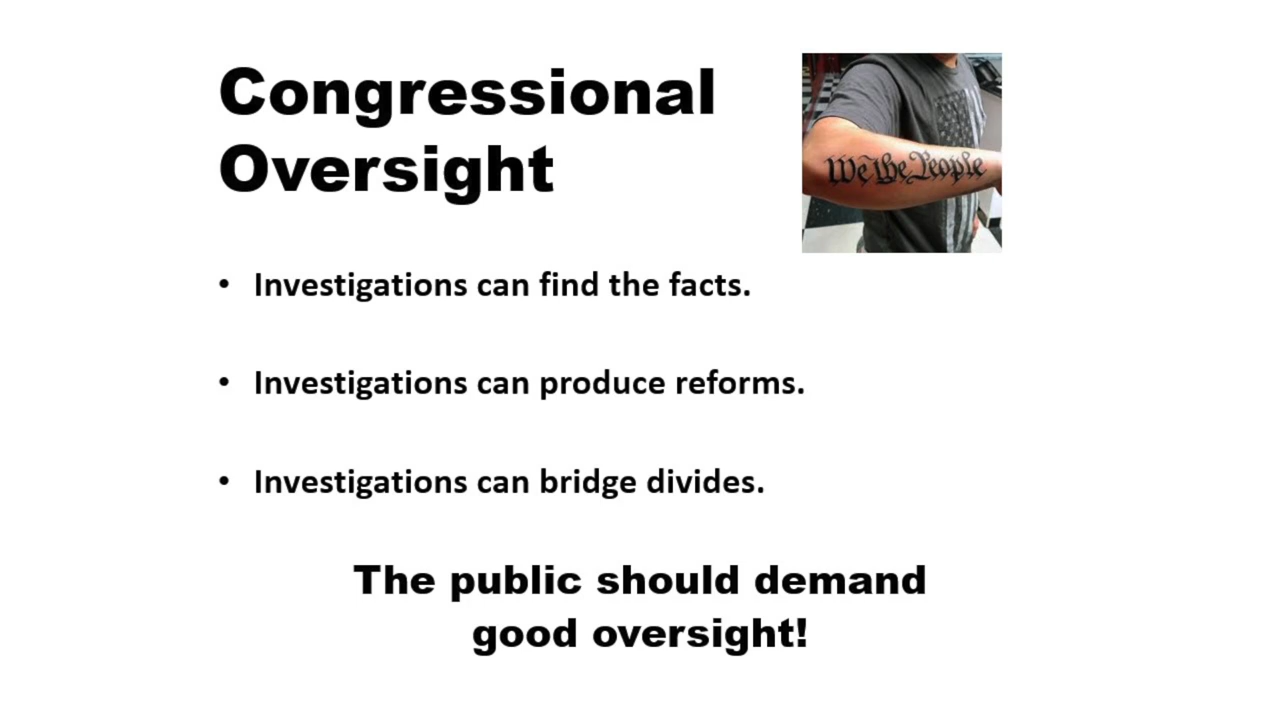 Congressional
Oversight
We the People
• Investigations can find the facts.
• Investigations can produce reforms.
• Investigations can bridge divides.
The public should demand
good oversight!